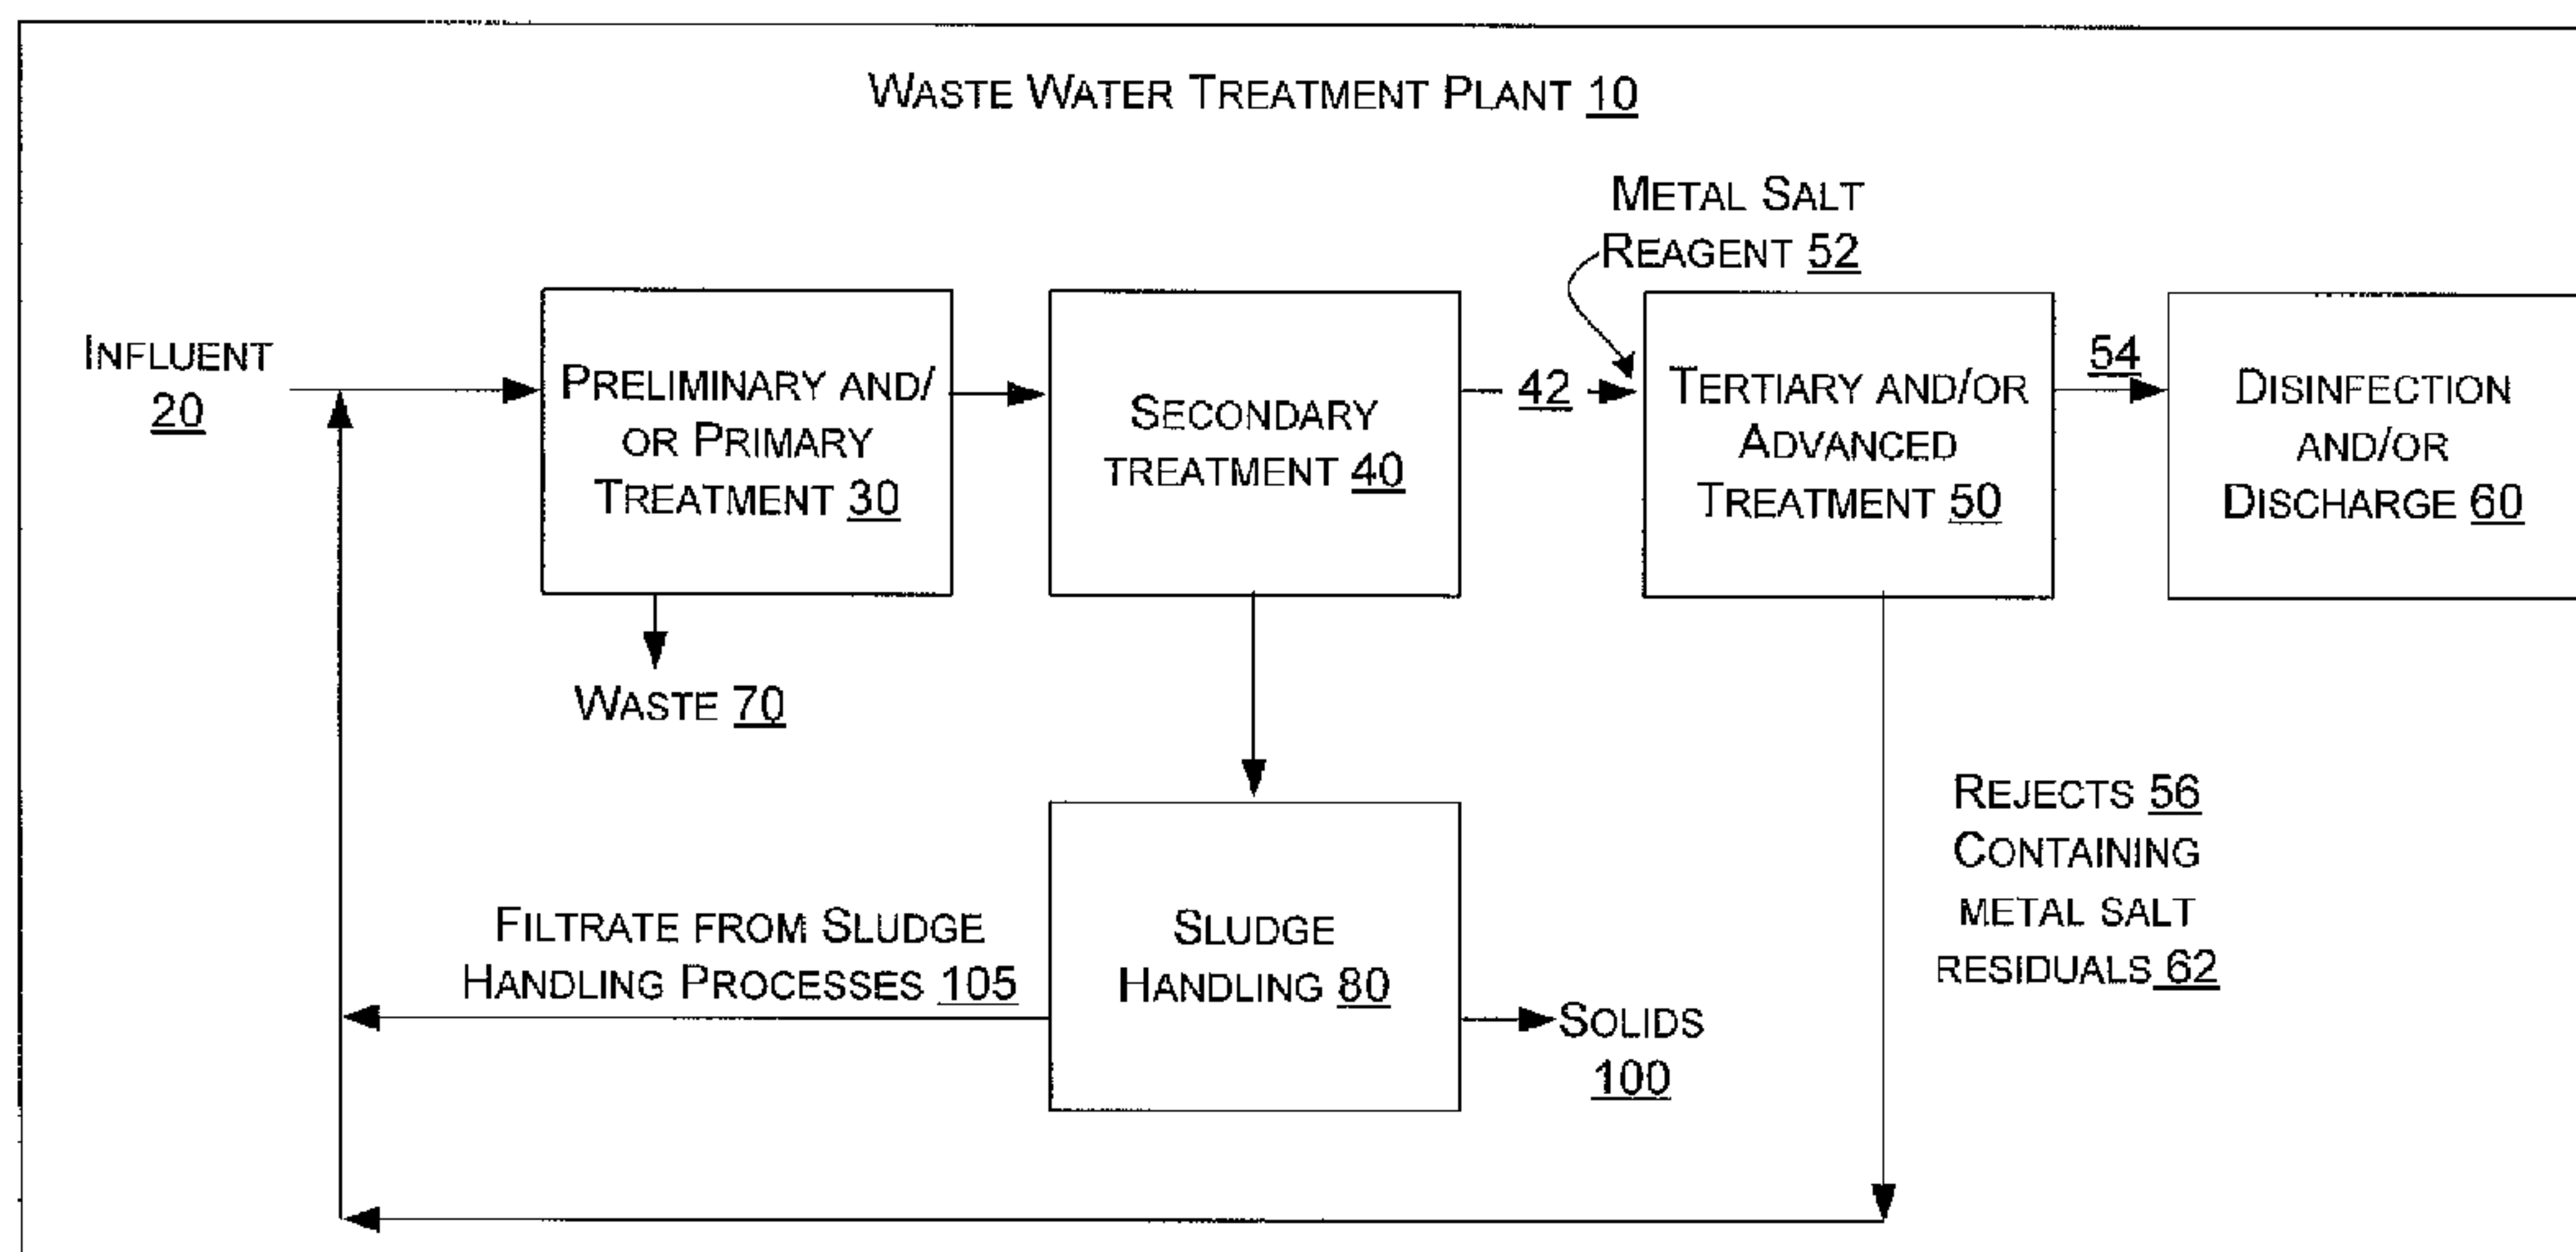 WASTE WATER TREATMENT PLANT 10
METAL SALT
REAGENT 52
INFLUENT
20
PRELIMINARY AND/
OR PRIMARY
TREATMENT 30
SECONDARY
TREATMENT 40
42
TERTIARY AND/OR
ADVANCED
TREATMENT 50
54
DISINFECTION
AND/OR
DISCHARGE 60
WASTE 70
REJECTS 56
CONTAINING
METAL SALT
RESIDUALS 62
FILTRATE FROM SLUDGE
HANDLING PROCESSES 105
SLUDGE
HANDLING 80
SOLIDS
100